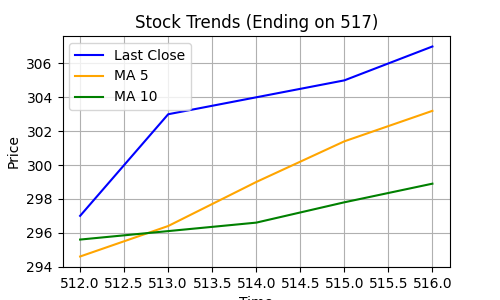 Stock Trends (Ending on 517)
Last Close
MA 5
MA 10
Price
306
304
302
300
298
296
294
512.0 512.5 513.0 513.5 514.0 514.5 515.0 515.5 516.0
Time